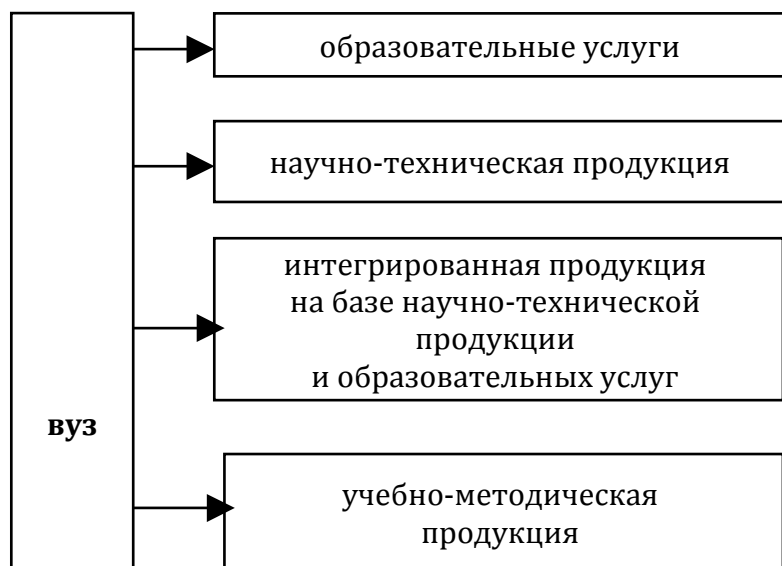 образовательные услуги
научно-техническая продукция
интегрированная продукция
на базе научно-технической
продукции
и образовательных услуг
вуз
учебно-методическая
продукция